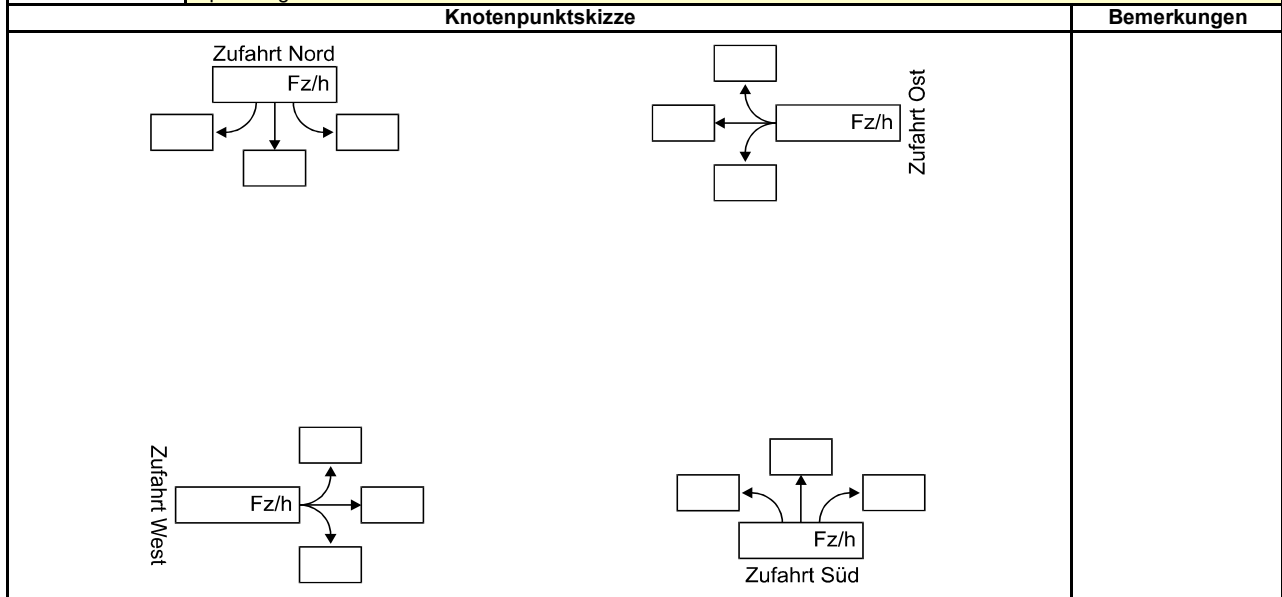 Knotenpunktskizze
Bemerkungen
Zufahrt Nord
Fz/h
Fz/h
Zufahrt Ost
Zufahrt West
Fz/h
Fz/h
Zufahrt Süd